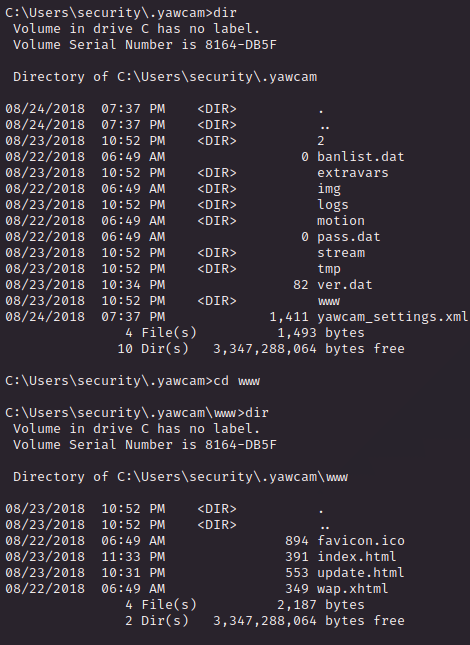 C:\Users\security\.yawcam>dir
 Volume in drive C has no label.
 Volume Serial Number is 8164-DB5F

 Directory of C:\Users\security\.yawcam

08/24/2018  07:37 PM    <DIR>          .
08/24/2018  07:37 PM    <DIR>          ..
08/23/2018  10:52 PM    <DIR>          2
08/22/2018  06:49 AM                 0 banlist.dat
08/23/2018  10:52 PM    <DIR>          extravars
08/22/2018  06:49 AM    <DIR>          img
08/23/2018  10:52 PM    <DIR>          logs
08/22/2018  06:49 AM    <DIR>          motion
08/22/2018  06:49 AM                 0 pass.dat
08/23/2018  10:52 PM    <DIR>          stream
08/23/2018  10:52 PM    <DIR>          tmp
08/23/2018  10:34 PM                82 ver.dat
08/23/2018  10:52 PM    <DIR>          www
08/24/2018  07:37 PM             1,411 yawcam_settings.xml
               4 File(s)          1,493 bytes
              10 Dir(s)   3,347,288,064 bytes free

C:\Users\security\.yawcam>cd www

C:\Users\security\.yawcam\www>dir
 Volume in drive C has no label.
 Volume Serial Number is 8164-DB5F

 Directory of C:\Users\security\.yawcam\www

08/23/2018  10:52 PM    <DIR>          .
08/23/2018  10:52 PM    <DIR>          ..
08/22/2018  06:49 AM               894 favicon.ico
08/23/2018  11:33 PM               391 index.html
08/23/2018  10:31 PM               553 update.html
08/22/2018  06:49 AM               349 wap.xhtml
               4 File(s)          2,187 bytes
               2 Dir(s)   3,347,288,064 bytes free